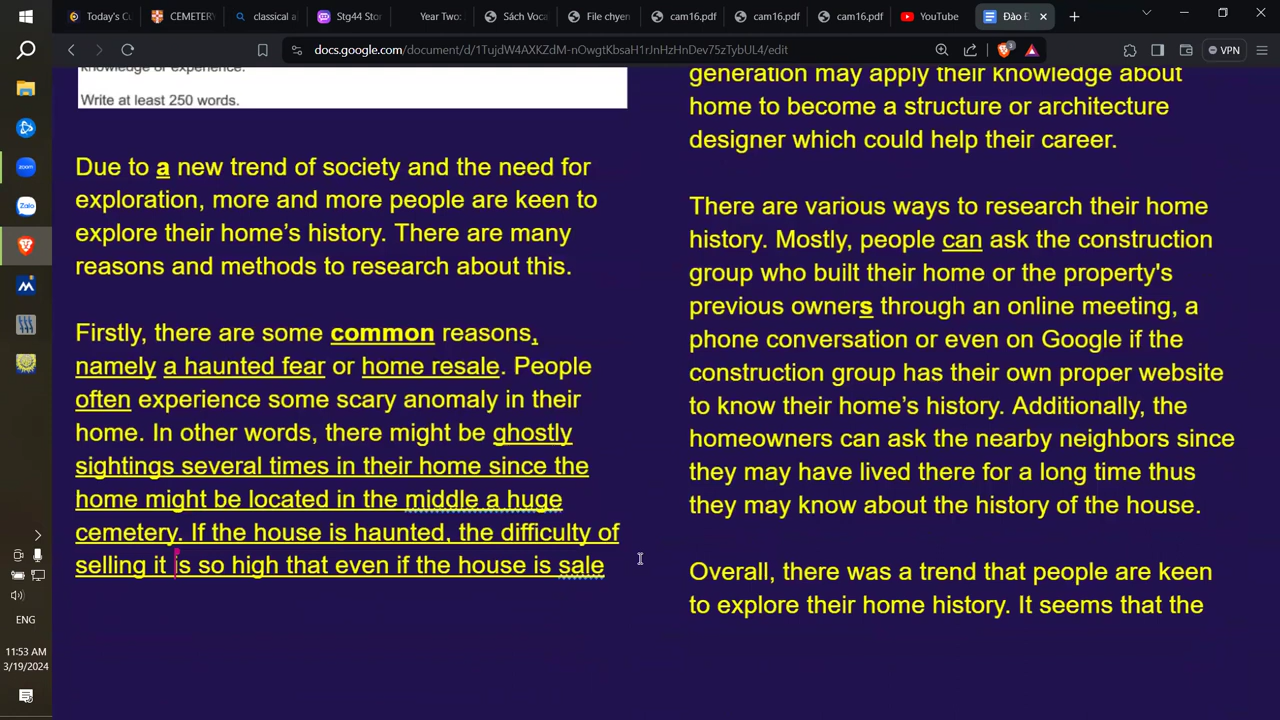 Today's Cu
CEMETER
classical a
Stg44 Stor
Year Two:
Sách Voca
File chyen
cam16.pdf
cam16.pdf
cam16.pdf
YouTube
Đào Đ
docs.google.com/document/d/1TujdW4AXKZdM-nOwgtKbsaH1rJnHzHnDev75zTybUL4/edit
1
VPN
zoom
Zalo
knowledge or experience.
Write at least 250 words.
Due to a new trend of society and the need for
exploration, more and more people are keen to
explore their home’s history. There are many
reasons and methods to research about this.
Firstly, there are some common reasons,
namely a haunted fear or home resale. People
often experience some scary anomaly in their
home. In other words, there might be ghostly
sightings several times in their home since the
home might be located in the middle a huge
cemetery. If the house is haunted, the difficulty of
selling it is so high that even if the house is sale
generation may apply their knowledge about
home to become a structure or architecture
designer which could help their career.
There are various ways to research their home
history. Mostly, people can ask the construction
group who built their home or the property's
previous owners through an online meeting, a
phone conversation or even on Google if the
construction group has their own proper website
to know their home’s history. Additionally, the
homeowners can ask the nearby neighbors since
they may have lived there for a long time thus
they may know about the history of the house.
Overall, there was a trend that people are keen
to explore their home history. It seems that the
ENG
11:53 AM
3/19/2024